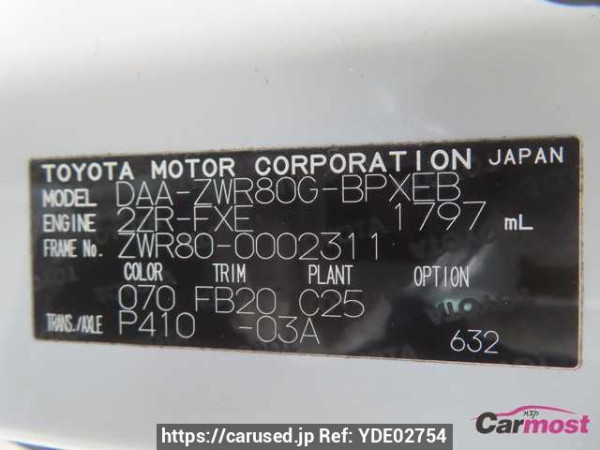 TOYOTA MOTOR CORPORATION JAPAN
MODEL DAA-ZWR80G-BPXEB
ENGINE 2ZR-FXE 1797 mL
FRAME No. ZWR80-0002311
COLOR TRIM PLANT OPTION
070 FB20 C25
TRANS./AXLE P410 -03A
632
Carmost
https://carused.jp Ref: YDE02754